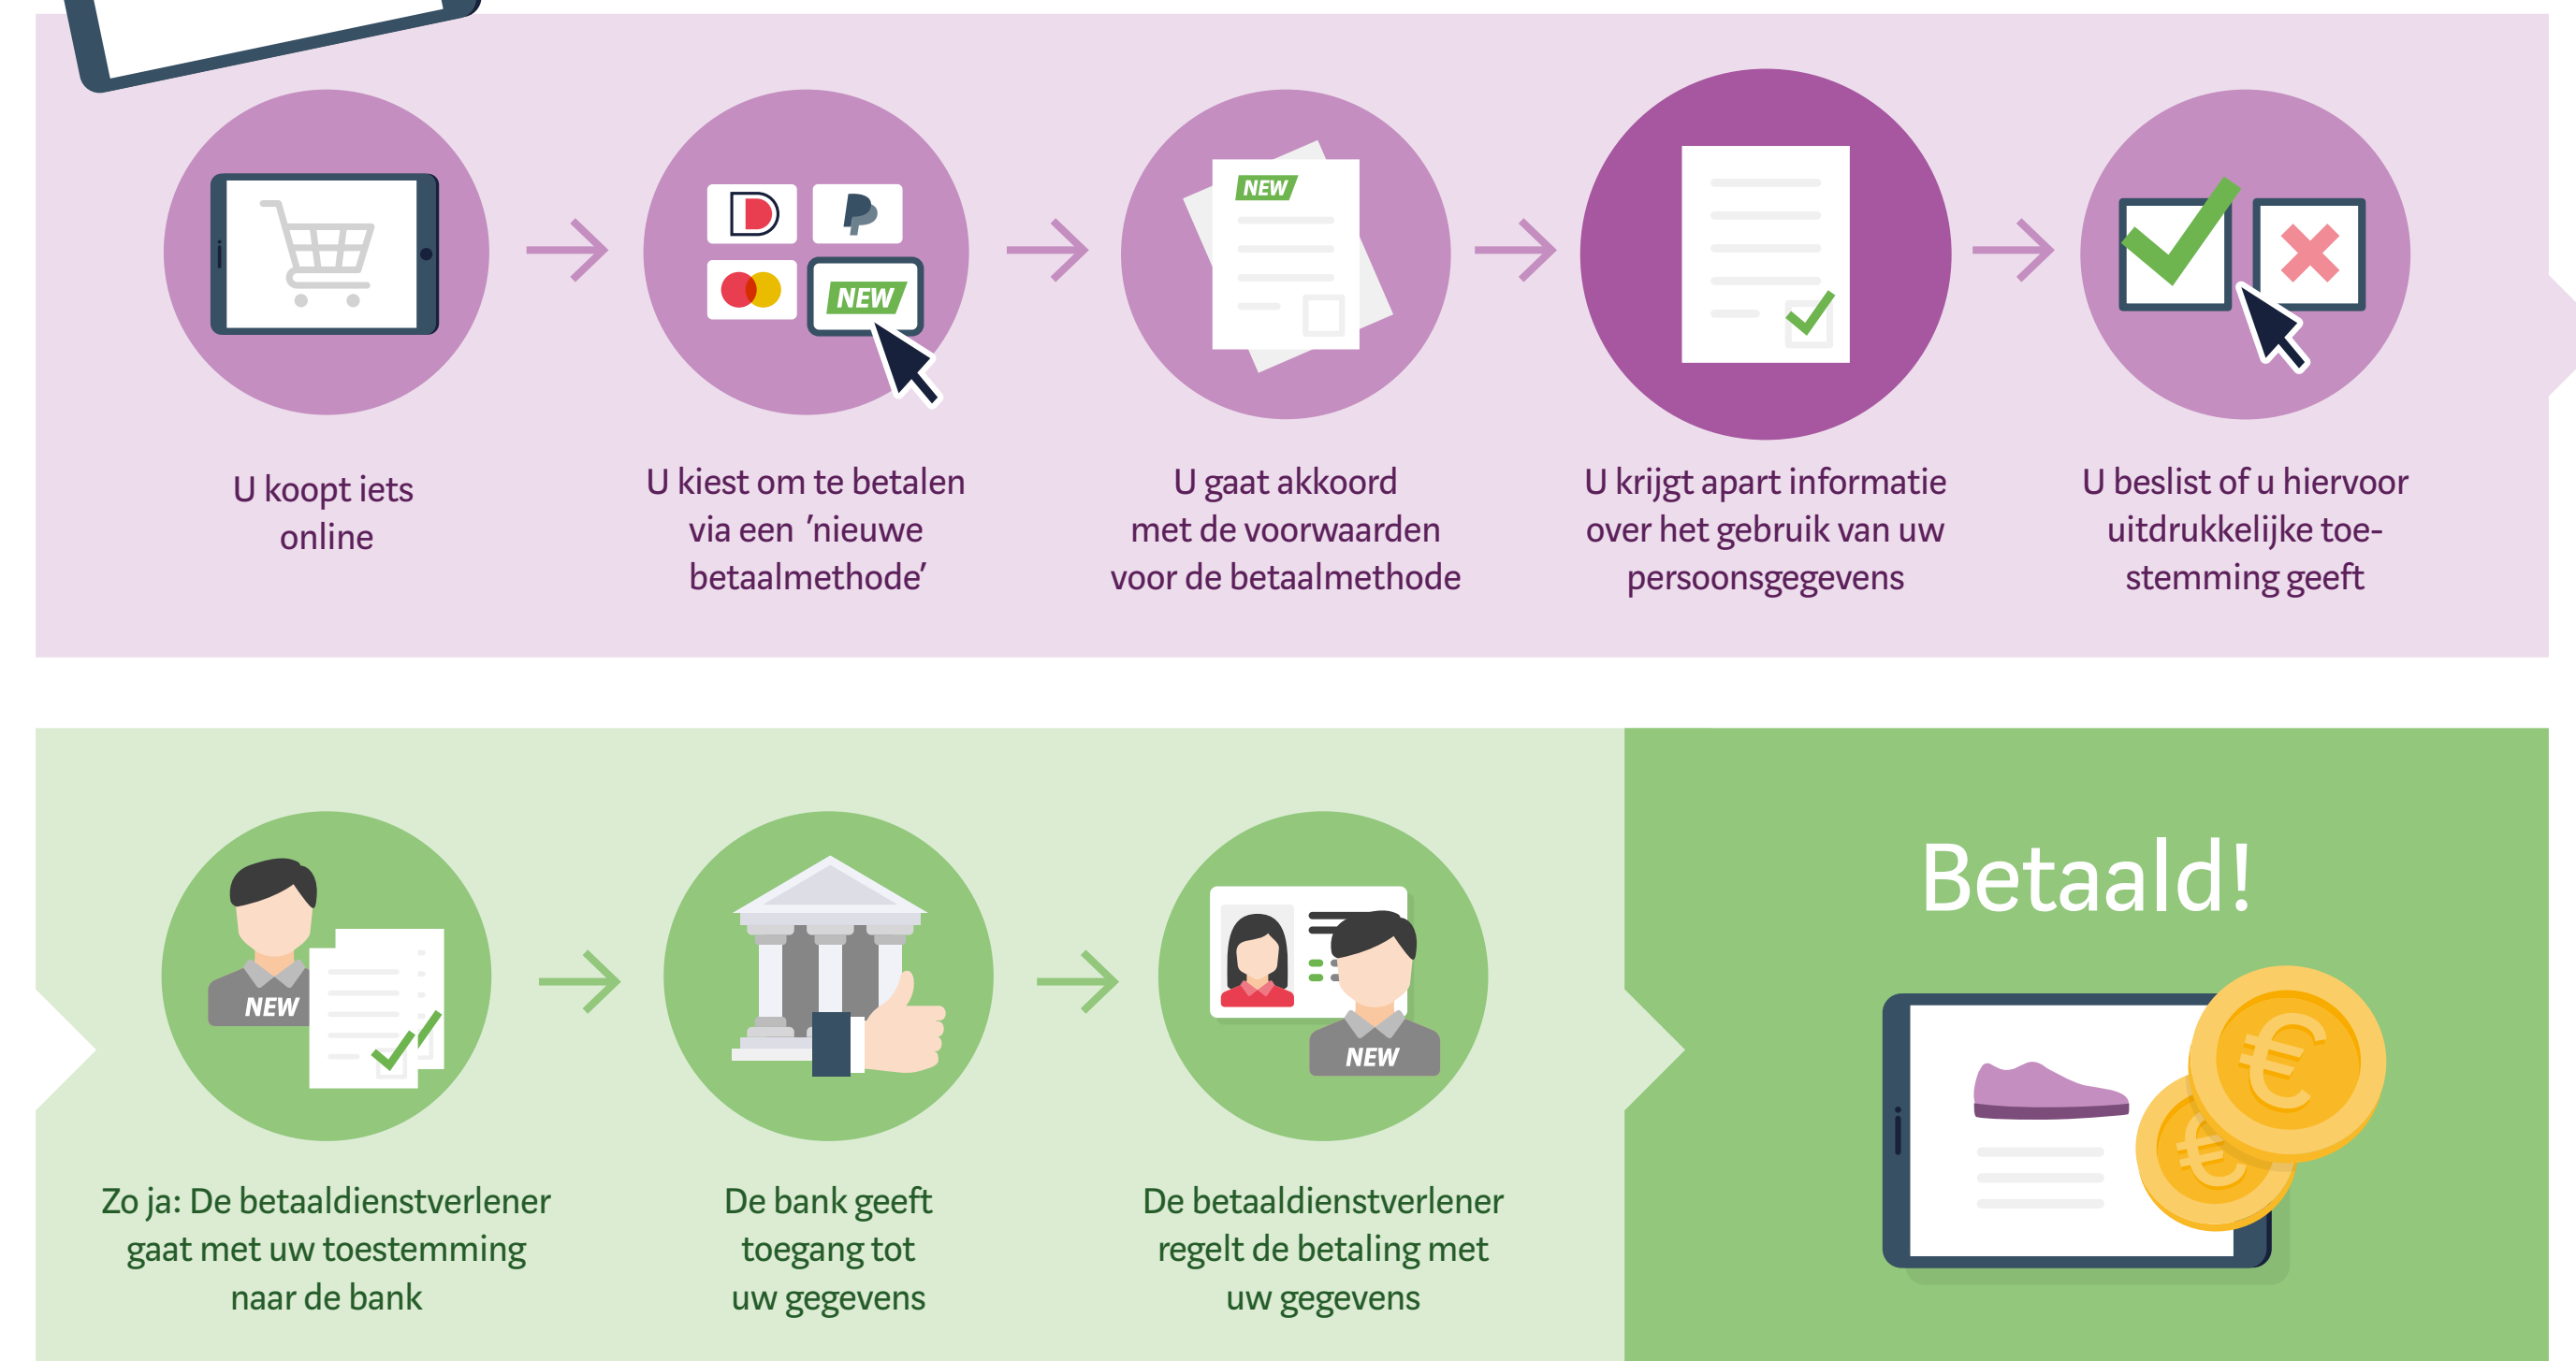 NEW
NEW
U koopt iets
online
U kiest om te betalen
via een ’nieuwe
betaalmethode’
U gaat akkoord
met de voorwaarden
voor de betaalmethode
U krijgt apart informatie
over het gebruik van uw
persoonsgegevens
U beslist of u hiervoor
uitdrukkelijke toe-
stemming geeft
NEW
NEW
Zo ja: De betaaldienstverlener
gaat met uw toestemming
naar de bank
De bank geeft
toegang tot
uw gegevens
De betaaldienstverlener
regelt de betaling met
uw gegevens
Betaald!
€
€